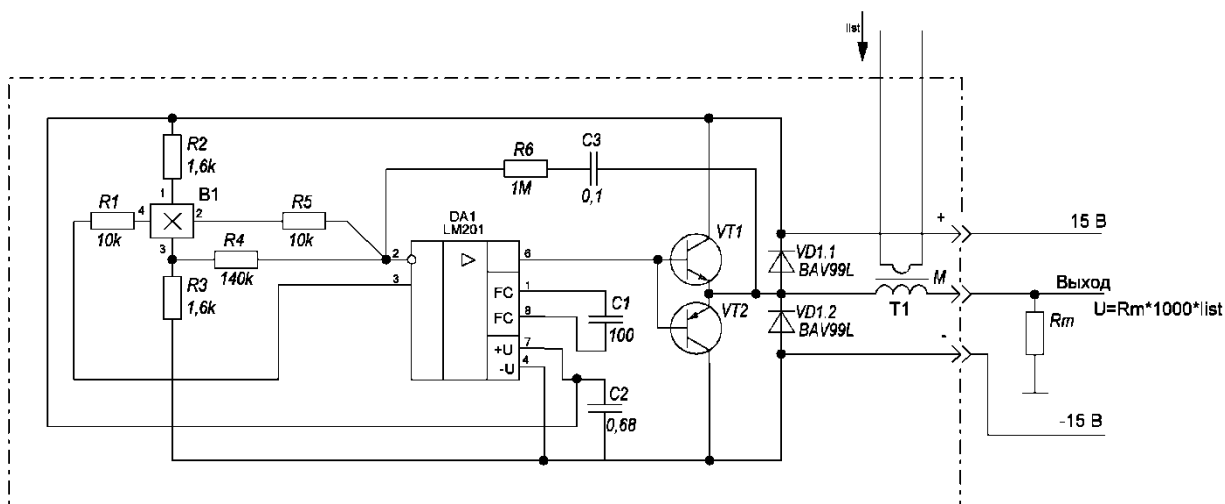 Iist
R2
1,6k
1
B1
R1
4
2
10k
R5
10k
3
R4
140k
R3
1,6k
R6
1M
C3
0,1
DA1
LM201
2
3
6
FC
1
FC
8
+U
7
-U
4
C1
100
C2
0,68
VT1
VT2
VD1.1
BAV99L
VD1.2
BAV99L
+
15 В
M
T1
Выход
U=Rm*1000*Iist
Rm
-
-15 В